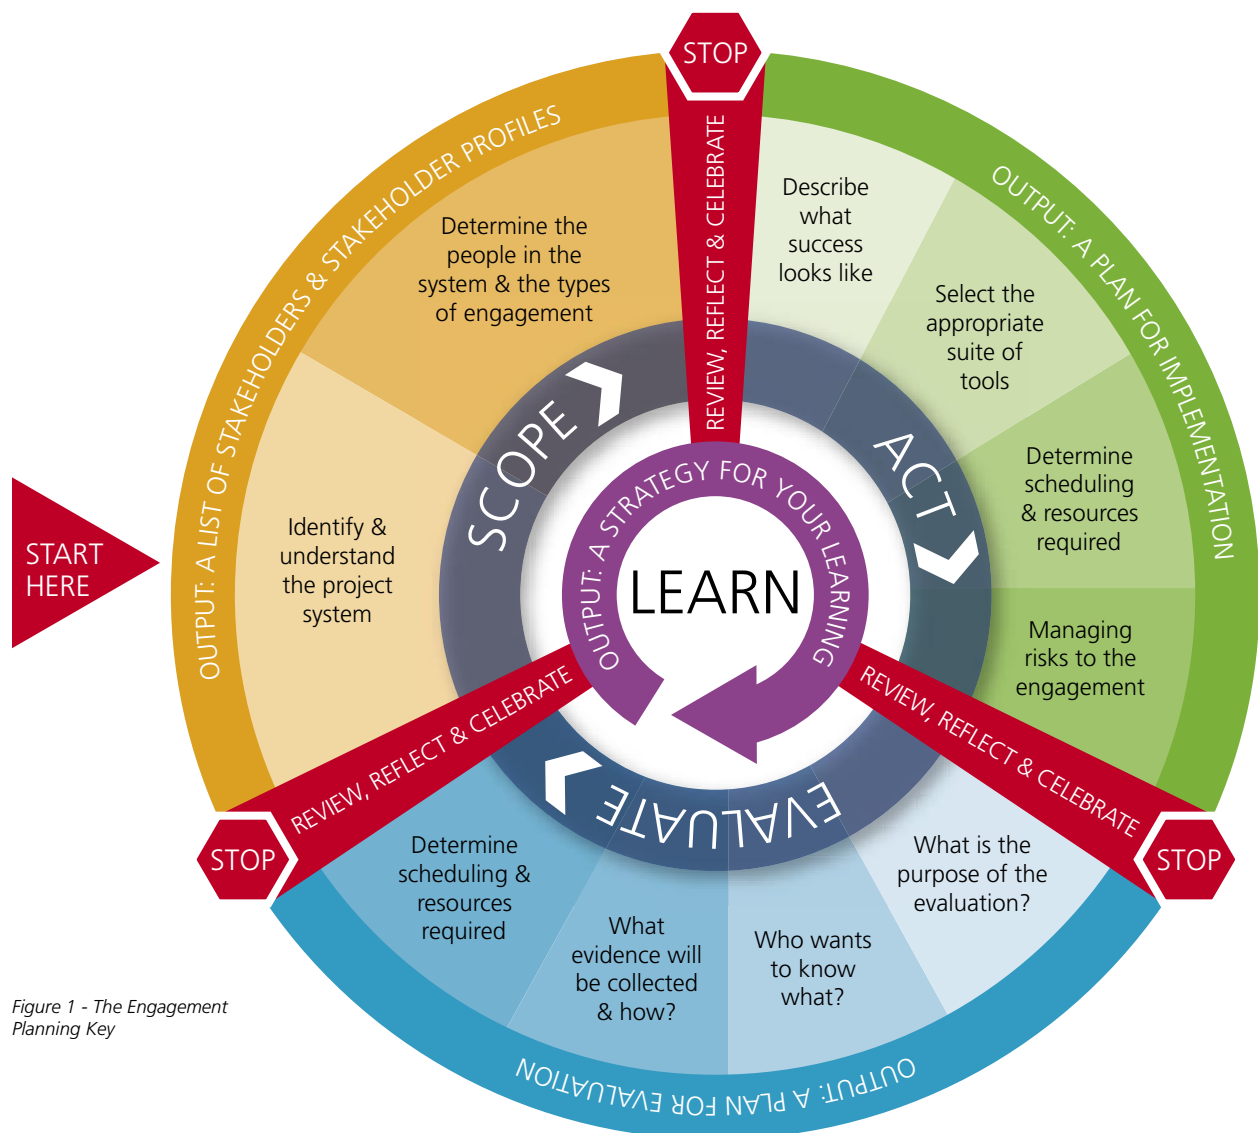 START
HERE
OUTPUT: A LIST OF STAKEHOLDERS & STAKEHOLDER PROFILES
SCOPE
Identify &
understand
the project
system
Determine the
people in the
system & the types
of engagement
STOP
REVIEW, REFLECT & CELEBRATE
OUTPUT: A PLAN FOR IMPLEMENTATION
ACT
Describe
what
success
looks like
Select the
appropriate
suite of
tools
Determine
scheduling
& resources
required
Managing
risks to the
engagement
STOP
REVIEW, REFLECT & CELEBRATE
OUTPUT: A PLAN FOR EVALUATION
EVALUATE
What is the
purpose of the
evaluation?
Who wants
to know
what?
What
evidence will
be collected
& how?
Determine
scheduling &
resources
required
STOP
REVIEW, REFLECT & CELEBRATE
OUTPUT: A STRATEGY FOR YOUR LEARNING
LEARN
Figure 1 - The Engagement
Planning Key